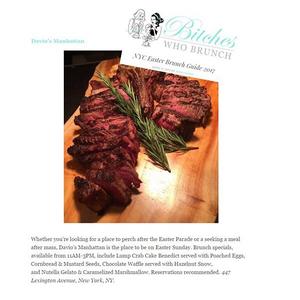 Bitches
WHO BRUNCH
Davio's Manhattan
NYC Easter Brunch Guide 2017
Whether you're looking for a place to perch after the Easter Parade or a seeking a meal
after mass, Davio's Manhattan is the place to be on Easter Sunday. Brunch specials,
available from 11AM-3PM, include Lump Crab Cake Benedict served with Poached Eggs,
Cornbread & Mustard Seeds, Chocolate Waffle served with Hazelnut Snow,
and Nutella Gelato & Caramelized Marshmallow. Reservations recommended. 447
Lexington Avenue, New York, NY.